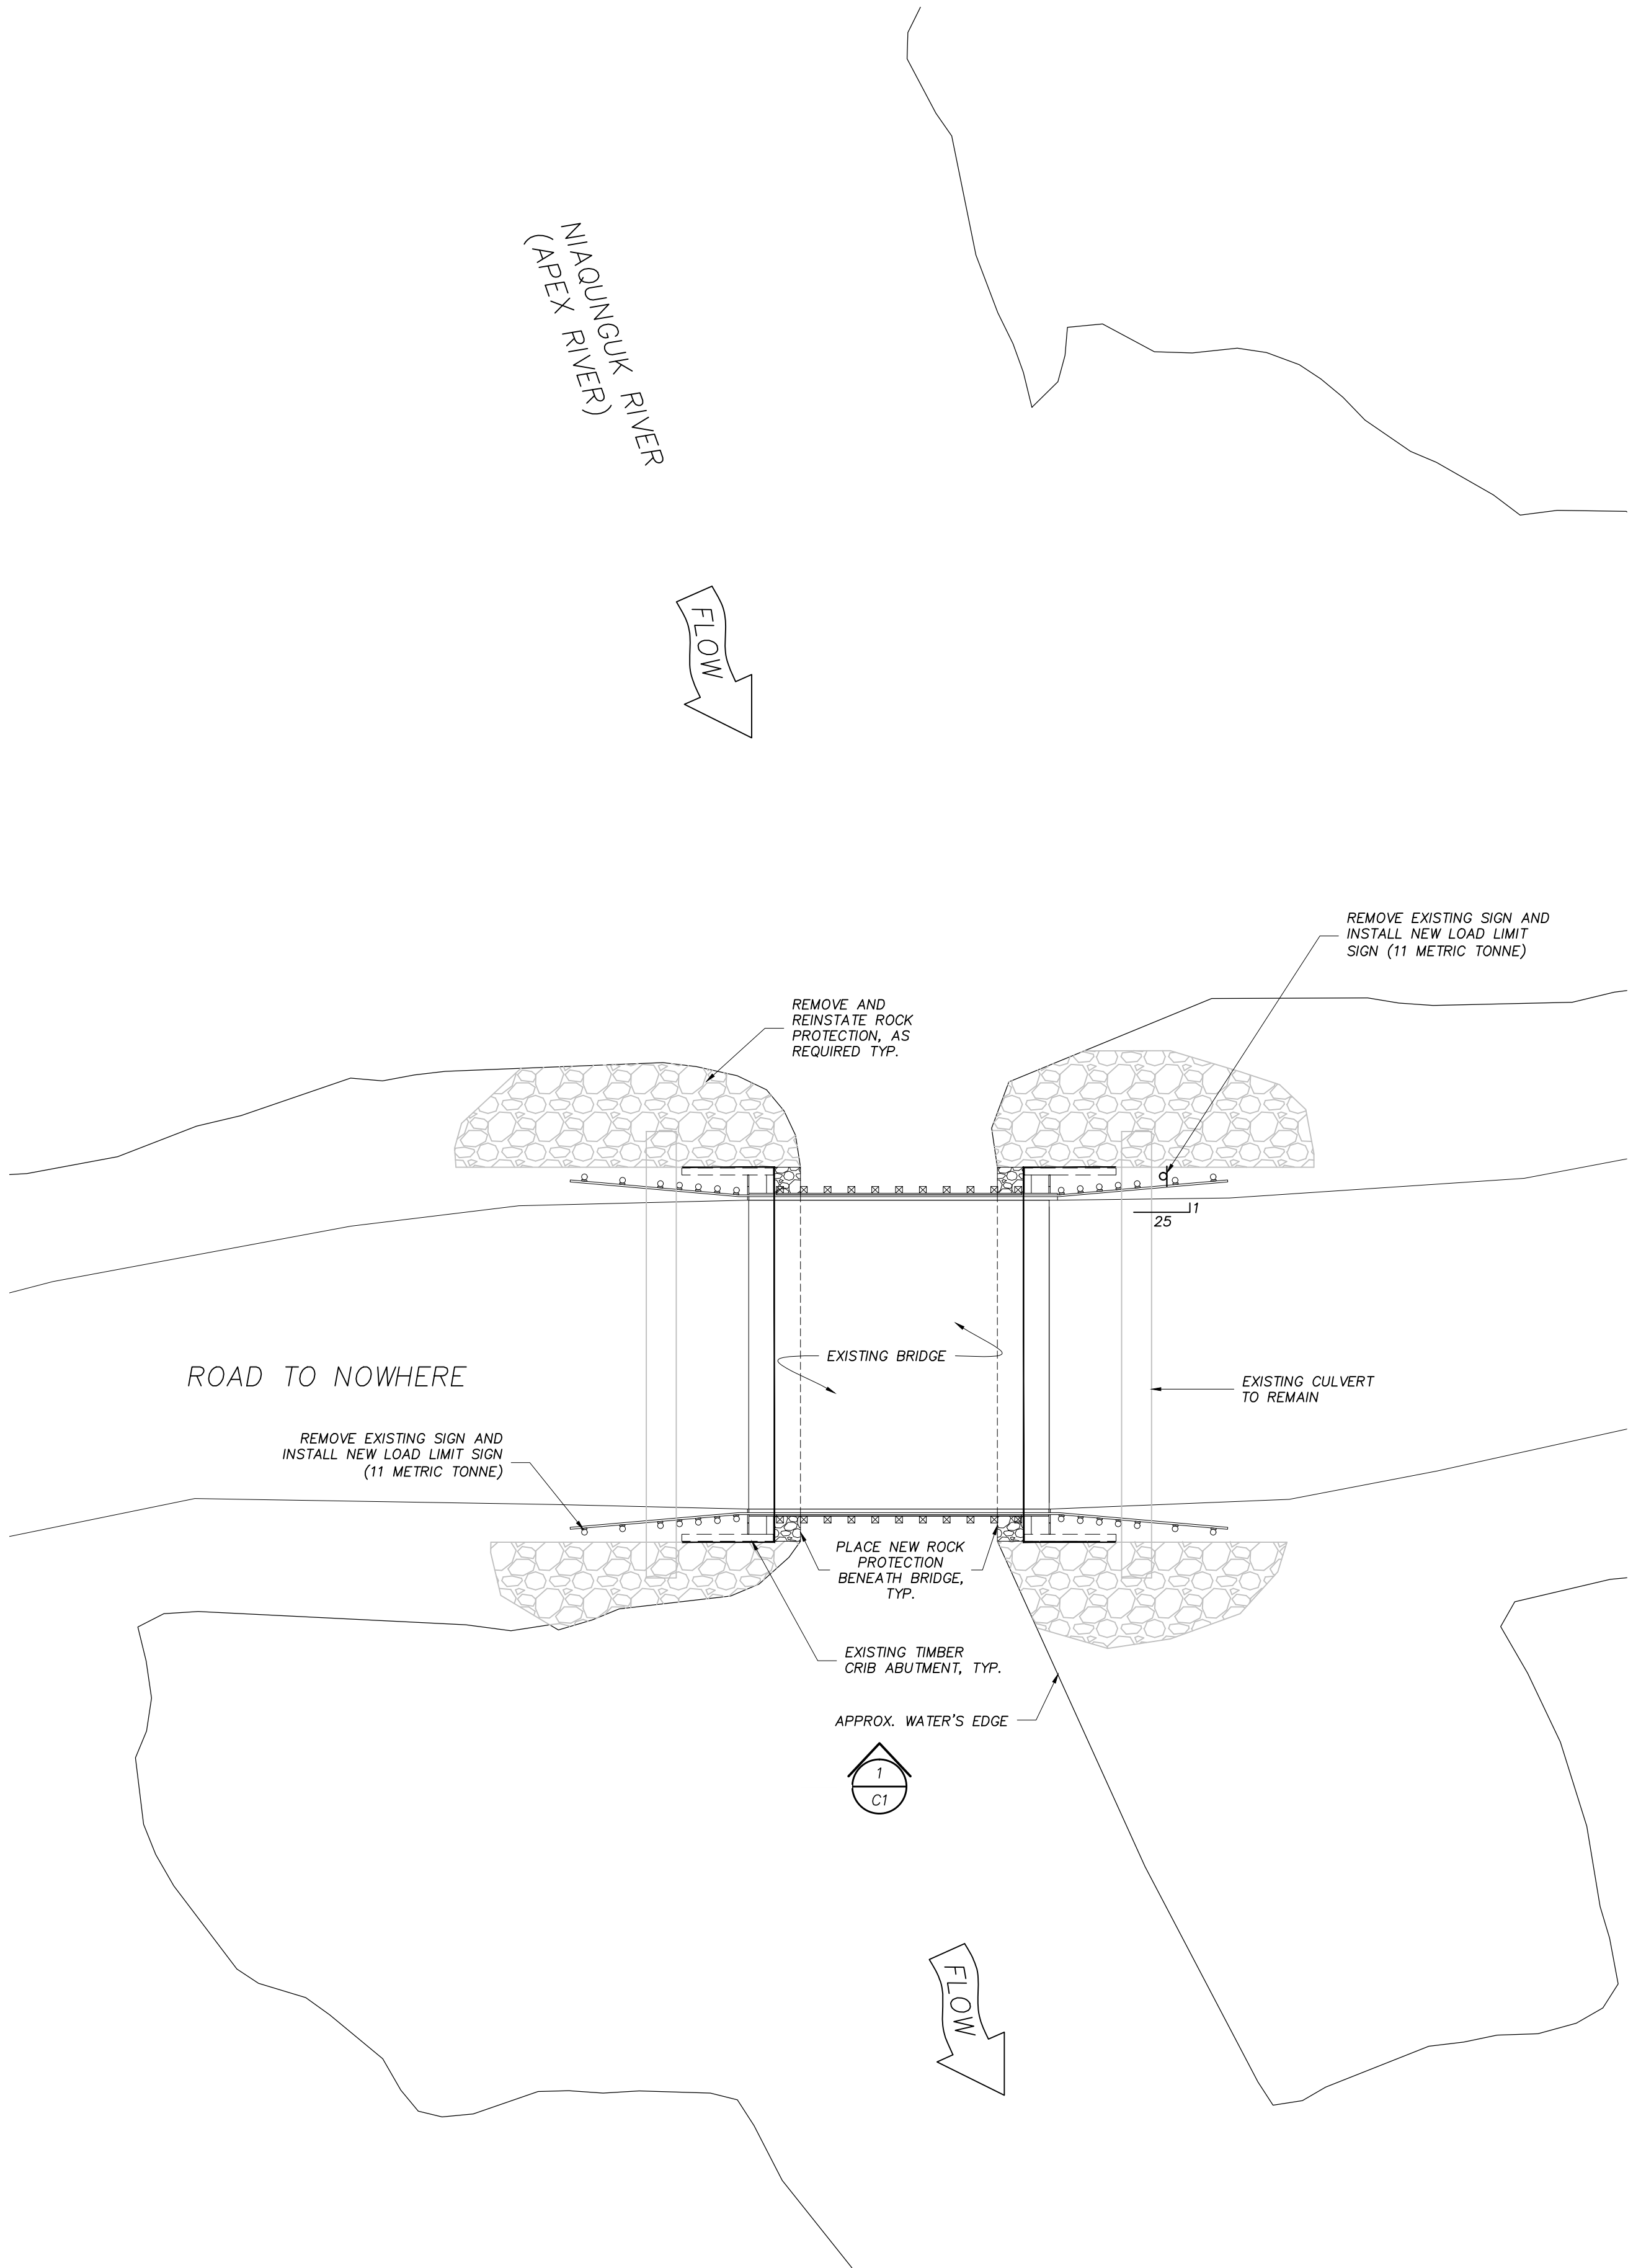 NIAQUNGUK RIVER
(APEX RIVER)
FLOW
REMOVE EXISTING SIGN AND
INSTALL NEW LOAD LIMIT
SIGN (11 METRIC TONNE)
REMOVE AND
REINSTATE ROCK
PROTECTION, AS
REQUIRED TYP.
1
25
EXISTING BRIDGE
ROAD TO NOWHERE
EXISTING CULVERT
TO REMAIN
REMOVE EXISTING SIGN AND
INSTALL NEW LOAD LIMIT SIGN
(11 METRIC TONNE)
PLACE NEW ROCK
PROTECTION
BENEATH BRIDGE,
TYP.
EXISTING TIMBER
CRIB ABUTMENT, TYP.
APPROX. WATER'S EDGE
1
C1
FLOW